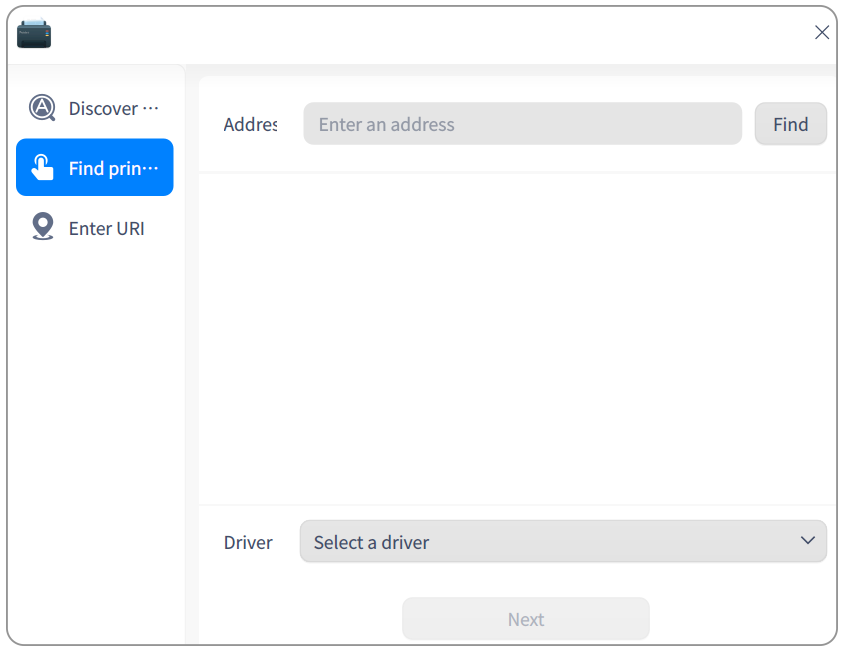 Discover ···
Find prin···
Enter URI
Addres
Enter an address
Find
Driver
Select a driver
Next